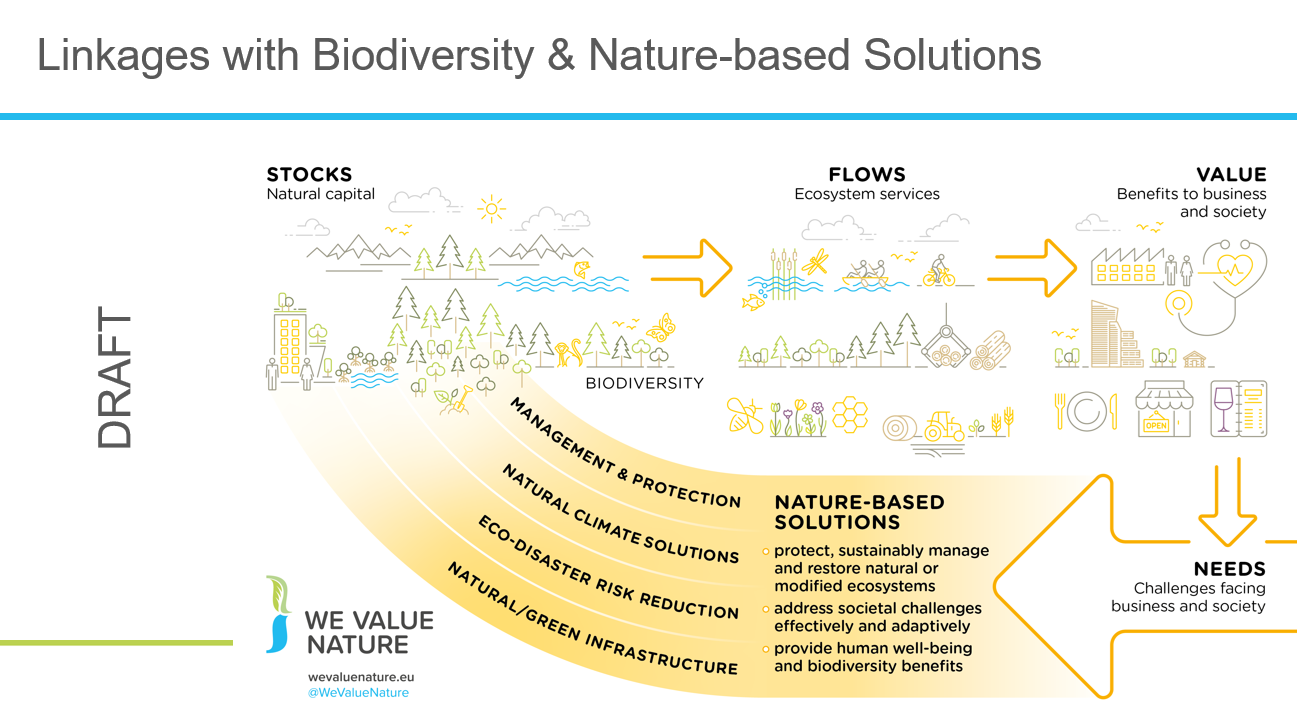 Linkages with Biodiversity & Nature-based Solutions
DRAFT
STOCKS
Natural capital
FLOWS
Ecosystem services
VALUE
Benefits to business
and society
BIODIVERSITY
OPEN
MANAGEMENT & PROTECTION
NATURAL CLIMATE SOLUTIONS
ECO-DISASTER RISK REDUCTION
NATURAL/GREEN INFRASTRUCTURE
NATURE-BASED
SOLUTIONS
protect, sustainably manage
and restore natural or
modified ecosystems
address societal challenges
effectively and adaptively
provide human well-being
and biodiversity benefits
NEEDS
Challenges facing
business and society
WE VALUE
NATURE
wevaluenature.eu
@WeValueNature